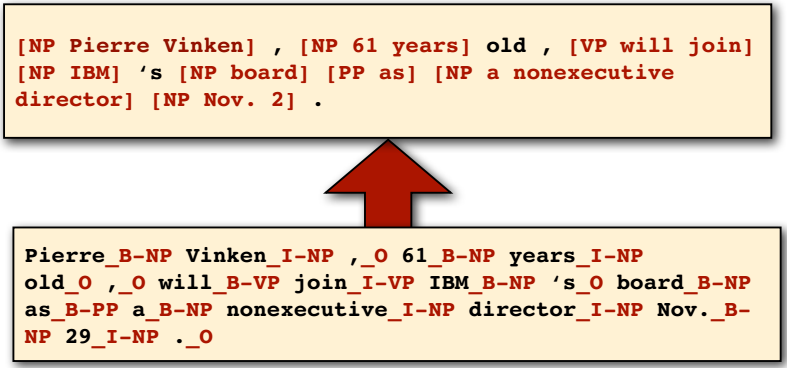 [NP Pierre Vinken] , [NP 61 years] old , [VP will join]
[NP IBM] ‘s [NP board] [PP as] [NP a nonexecutive
director] [NP Nov. 2] .
Pierre_B-NP Vinken_I-NP ,_O 61_B-NP years_I-NP
old_O ,_O will_B-VP join_I-VP IBM_B-NP ‘s_O board_B-NP
as_B-PP a_B-NP nonexecutive_I-NP director_I-NP Nov._B-
NP 29_I-NP ._O